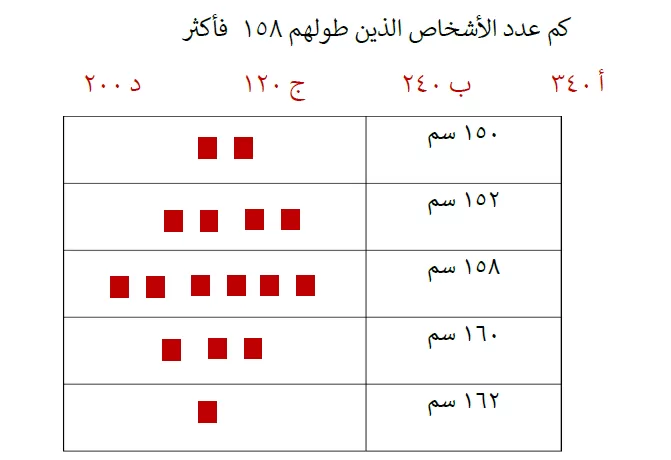 كم عدد الأشخاص الذين طولهم ١٥٨ فأكثر
أ ٣٤٠ ب ٢٤٠ ج ١٢٠ د ٢٠٠
١٥٠ سم
١٥٢ سم
١٥٨ سم
١٦٠ سم
١٦٢ سم